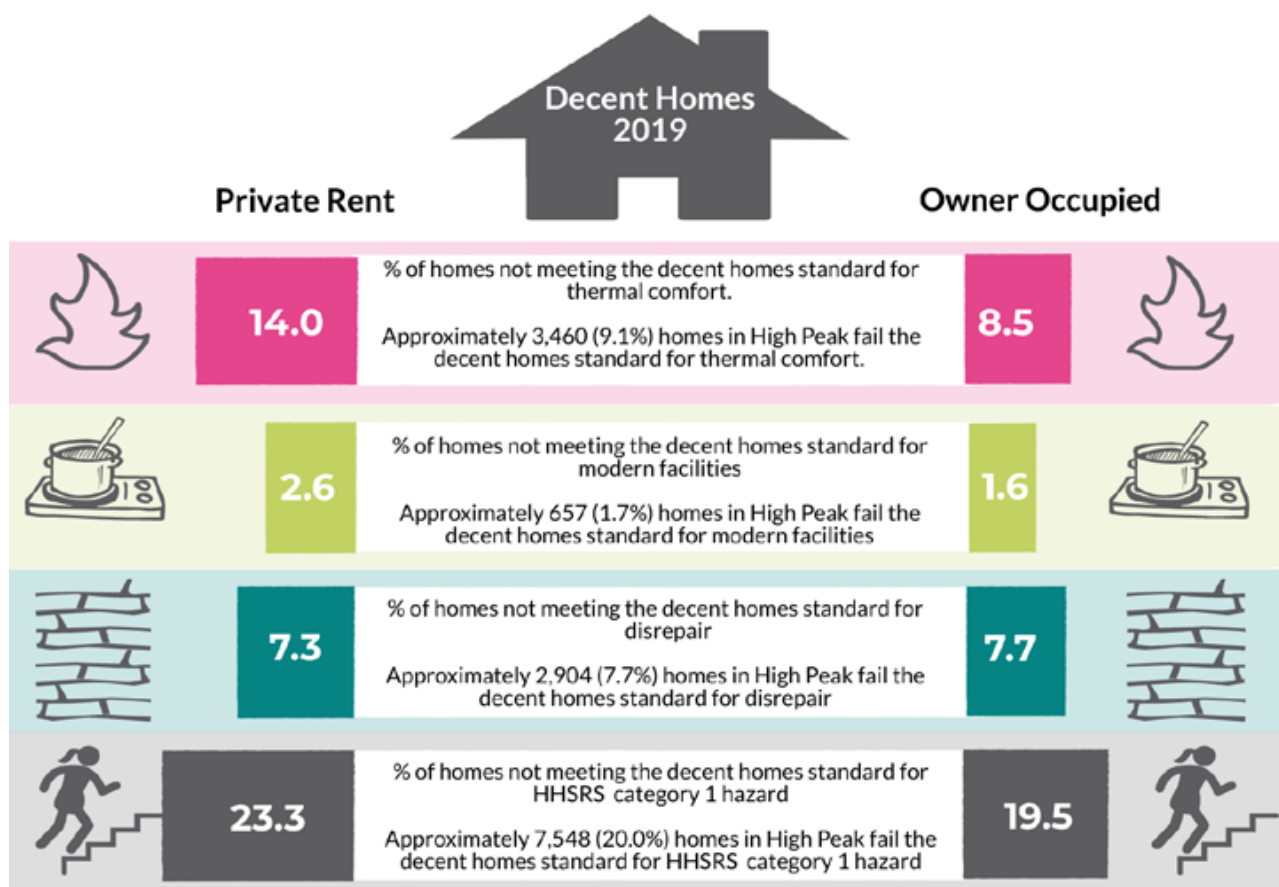 Decent Homes
2019
Private Rent
Owner Occupied
14.0
% of homes not meeting the decent homes standard for
thermal comfort.
Approximately 3,460 (9.1%) homes in High Peak fail the
decent homes standard for thermal comfort.
8.5
2.6
% of homes not meeting the decent homes standard for
modern facilities
Approximately 657 (1.7%) homes in High Peak fail the
decent homes standard for modern facilities
1.6
7.3
% of homes not meeting the decent homes standard for
disrepair
Approximately 2,904 (7.7%) homes in High Peak fail the
decent homes standard for disrepair
7.7
23.3
% of homes not meeting the decent homes standard for
HHSRS category 1 hazard
Approximately 7,548 (20.0%) homes in High Peak fail the
decent homes standard for HHSRS category 1 hazard
19.5